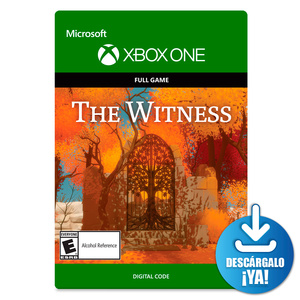 Microsoft
XBOX ONE
FULL GAME
THE WITNESS
EVERYONE
E
ESRB
Alcohol Reference
DESCÁRGALO
¡YA!
DIGITAL CODE